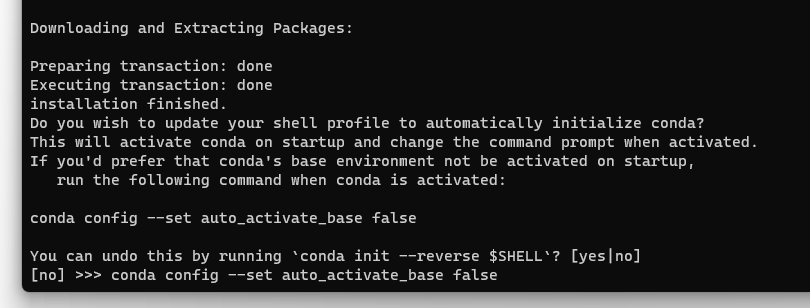 Downloading and Extracting Packages:
Preparing transaction: done
Executing transaction: done
installation finished.
Do you wish to update your shell profile to automatically initialize conda?
This will activate conda on startup and change the command prompt when activated.
If you'd prefer that conda's base environment not be activated on startup,
   run the following command when conda is activated:
conda config --set auto_activate_base false
You can undo this by running `conda init --reverse $SHELL`? [yes|no]
[no] >>> conda config --set auto_activate_base false